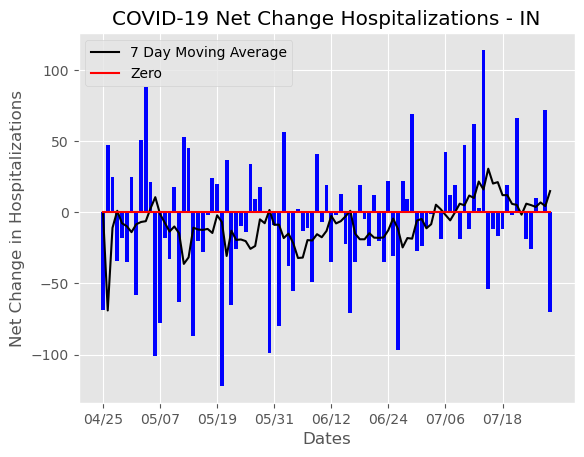 COVID-19 Net Change Hospitalizations - IN
7 Day Moving Average
Zero
Net Change in Hospitalizations
100
50
0
−50
−100
04/25 05/07 05/19 05/31 06/12 06/24 07/06 07/18
Dates